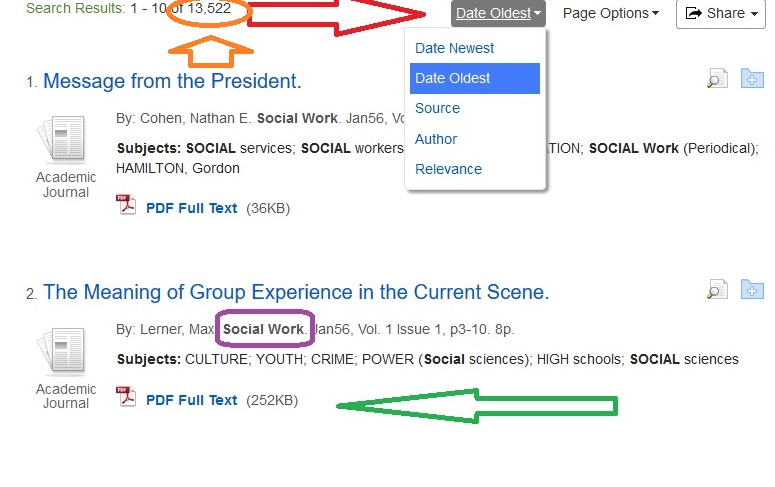 Search Results: 1 - 10 of 13,522
Date Oldest
Page Options
Share
Date Newest
Date Oldest
Source
Author
Relevance
1. Message from the President.
By: Cohen, Nathan E. Social Work. Jan56,
Subjects: SOCIAL services; SOCIAL workers SOCIAL Work (Periodical);
HAMILTON, Gordon
Academic
Journal
PDF Full Text (36KB)
2. The Meaning of Group Experience in the Current Scene.
By: Lerner, Max Social Work. Jan56, Vol. 1 Issue 1, p3-10. 8p.
Subjects: CULTURE; YOUTH; CRIME; POWER (Social sciences); HIGH schools; SOCIAL sciences
Academic
Journal
PDF Full Text (252KB)